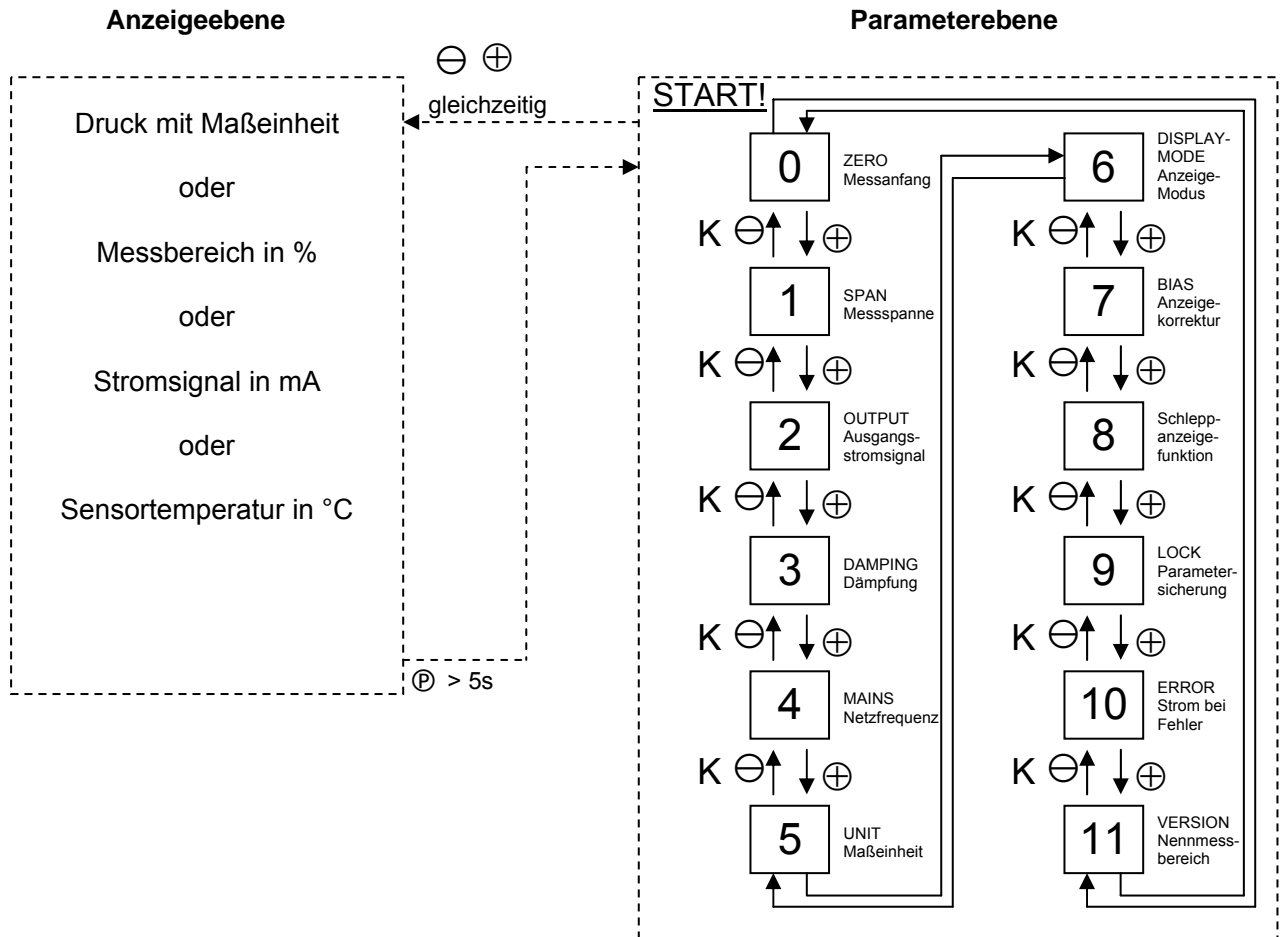 Anzeigeebene
Parameterebene
⊖ ⊕
gleichzeitig
Druck mit Maßeinheit
oder
Messbereich in %
oder
Stromsignal in mA
oder
Sensortemperatur in °C
Ⓟ > 5s
START!
0
ZERO
Messanfang
K ⊖ ⊕
1
SPAN
Messspanne
K ⊖ ⊕
2
OUTPUT
Ausgangs-
stromsignal
K ⊖ ⊕
3
DAMPING
Dämpfung
K ⊖ ⊕
4
MAINS
Netzfrequenz
K ⊖ ⊕
5
UNIT
Maßeinheit
6
DISPLAY-
MODE
Anzeige-
Modus
K ⊖ ⊕
7
BIAS
Anzeige-
korrektur
K ⊖ ⊕
8
Schlepp-
anzeige-
funktion
K ⊖ ⊕
9
LOCK
Parameter-
sicherung
K ⊖ ⊕
10
ERROR
Strom bei
Fehler
K ⊖ ⊕
11
VERSION
Nennmess-
bereich